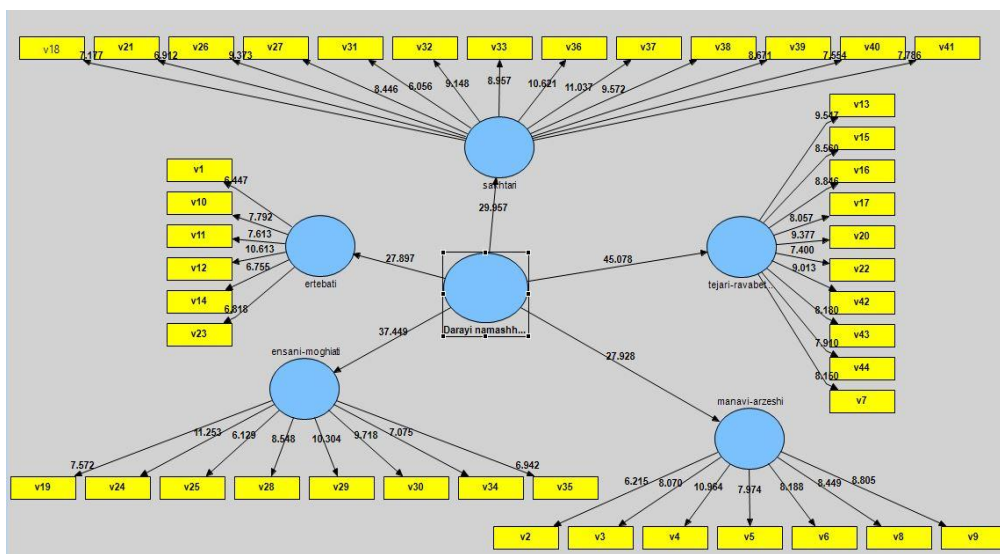 v18 v21 v26 v27 v31 v32 v33 v36 v37 v38 v39 v40 v41
7.177 6.912 9.373 8.446 6.056 9.148 8.957 10.621 11.037 9.572 8.671 7.554 7.786
sakhtari
29.957
v1 6.447
v10 7.792
v11 7.613
v12 10.613
v14 6.755
v23 6.818
ertebati
27.897
v13 9.547
v15 8.560
v16 8.846
v17 8.057
v20 9.377
v22 7.400
v42 9.013
v43 8.180
v44 7.910
v7 8.150
tejari-ravabet...
45.078
Darayi namashh...
37.449
27.928
ensani-moghiati
7.572 11.253 6.129 8.548 10.304 9.718 7.075 6.942
v19 v24 v25 v28 v29 v30 v34 v35
manavi-arzeshi
6.215 8.070 10.964 7.974 8.188 8.449 8.805
v2 v3 v4 v5 v6 v8 v9